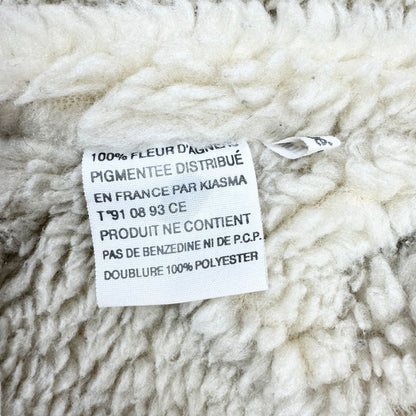 100% FLEUR D'AGNEAU
PIGMENTEE DISTRIBUÉ
EN FRANCE PAR KIASMA
T"91 08 93 CE
PRODUIT NE CONTIENT
PAS DE BENZEDINE NI DE P.C.P.
DOUBLURE 100% POLYESTER